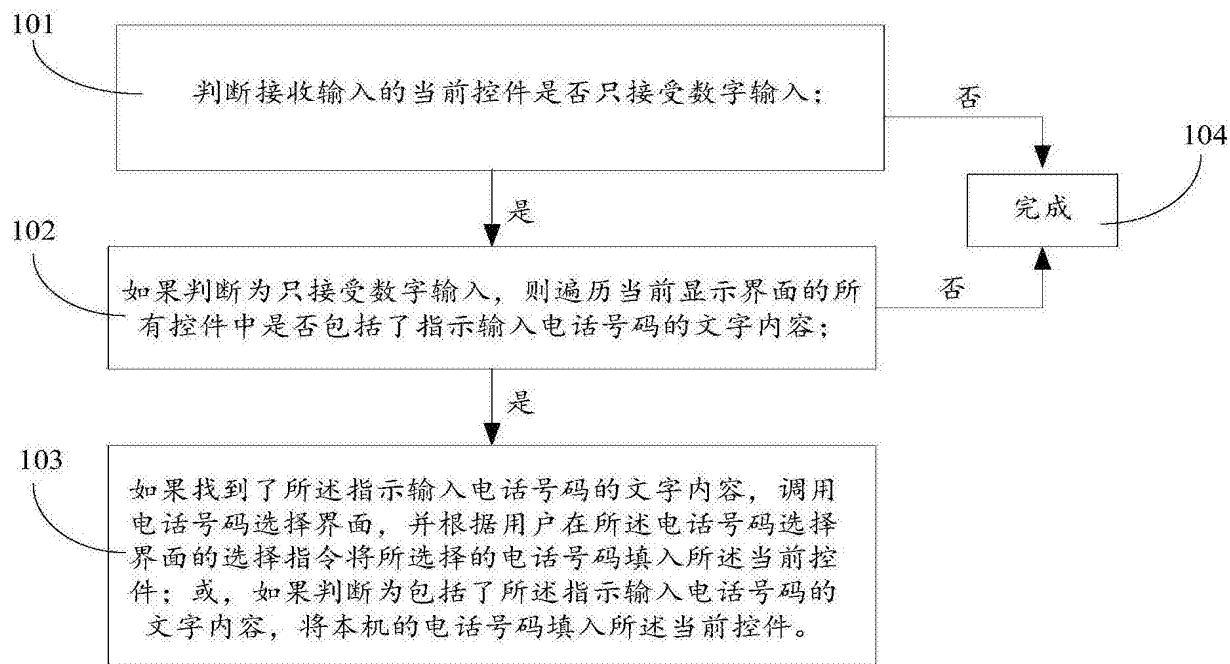 101
判断接收输入的当前控件是否只接受数字输入；
否
104
完成
是
102
如果判断为只接受数字输入，则遍历当前显示界面的所
有控件中是否包括了指示输入电话号码的文字内容；
否
是
103
如果找到了所述指示输入电话号码的文字内容，调用
电话号码选择界面，并根据用户在所述电话号码选择
界面的选择指令将所选择的电话号码填入所述当前控
件；或，如果判断为包括了所述指示输入电话号码的
文字内容，将本机的电话号码填入所述当前控件。